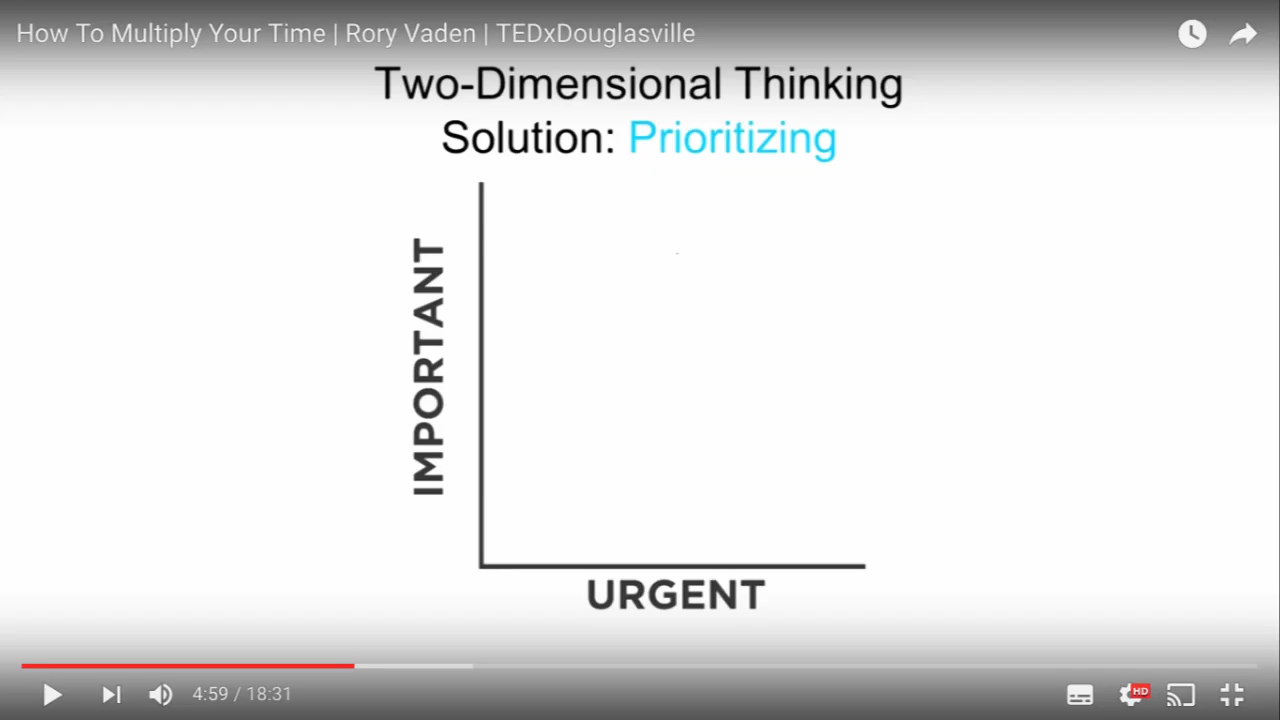 How To Multiply Your Time | Rory Vaden | TEDxDouglasville
Two-Dimensional Thinking
Solution: Prioritizing
IMPORTANT
URGENT
4:59 / 18:31
HD